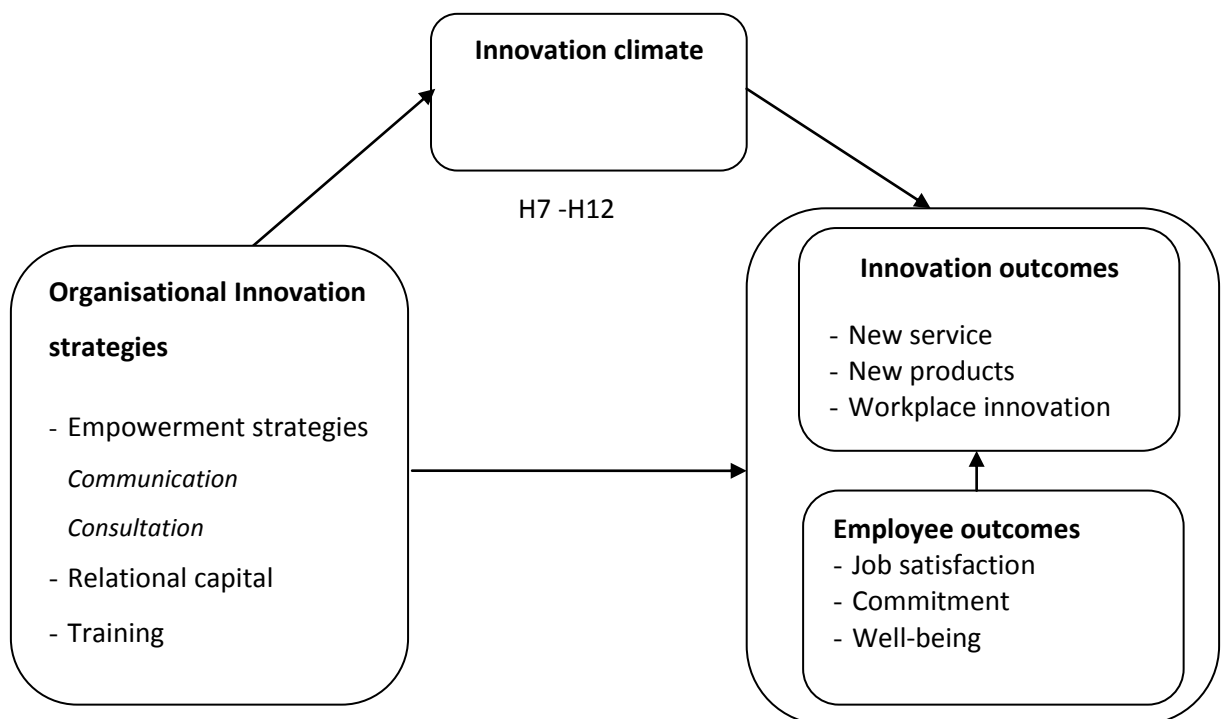 Innovation climate
H7 -H12
Organisational Innovation
strategies
- Empowerment strategies
Communication
Consultation
- Relational capital
- Training
Innovation outcomes
- New service
- New products
- Workplace innovation
Employee outcomes
- Job satisfaction
- Commitment
- Well-being